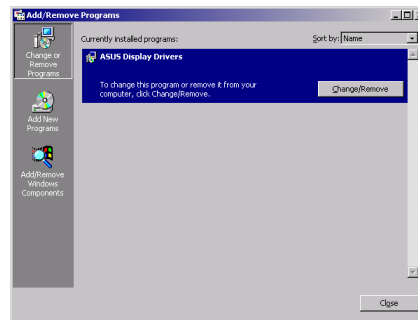 Add/Remove Programs
Change or
Remove
Programs
Currently installed programs:
Sort by: Name
ASUS Display Drivers
To change this program or remove it from your
computer, click Change/Remove.
Change/Remove
Add New
Programs
Add/Remove
Windows
Components
Close